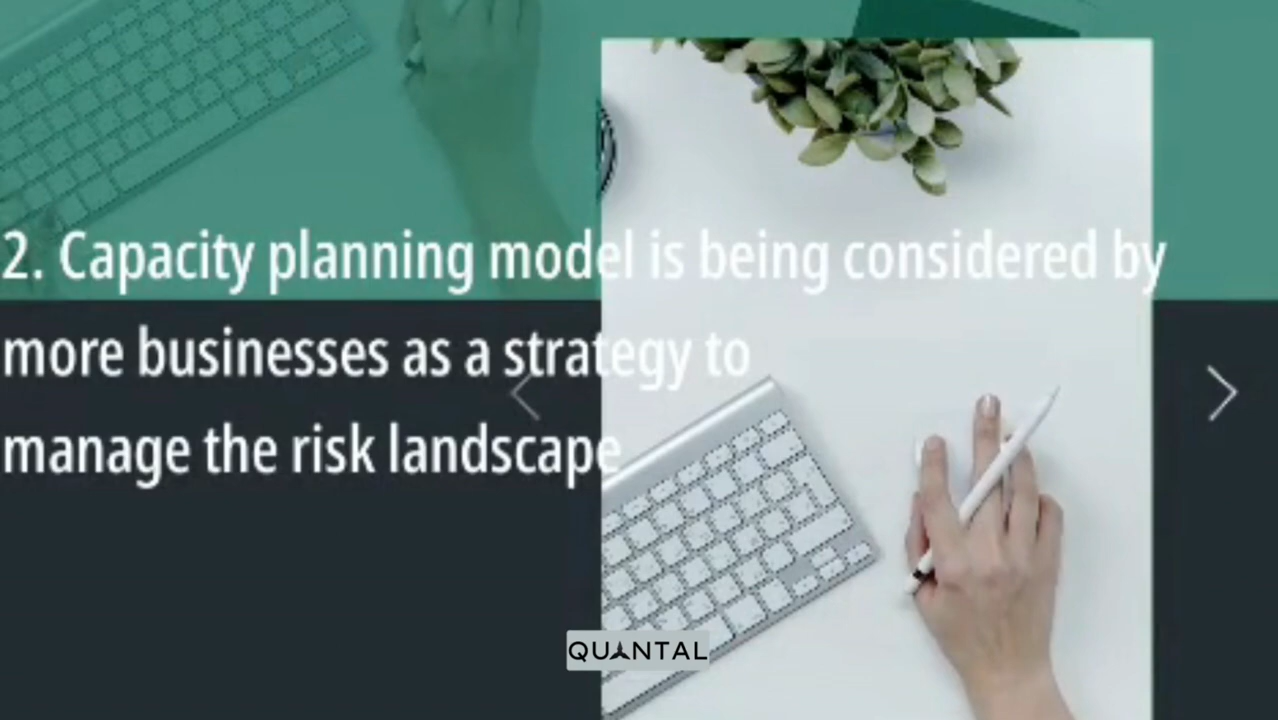 2. Capacity planning model is being considered by
more businesses as a strategy to
manage the risk landscape
QUANTAL